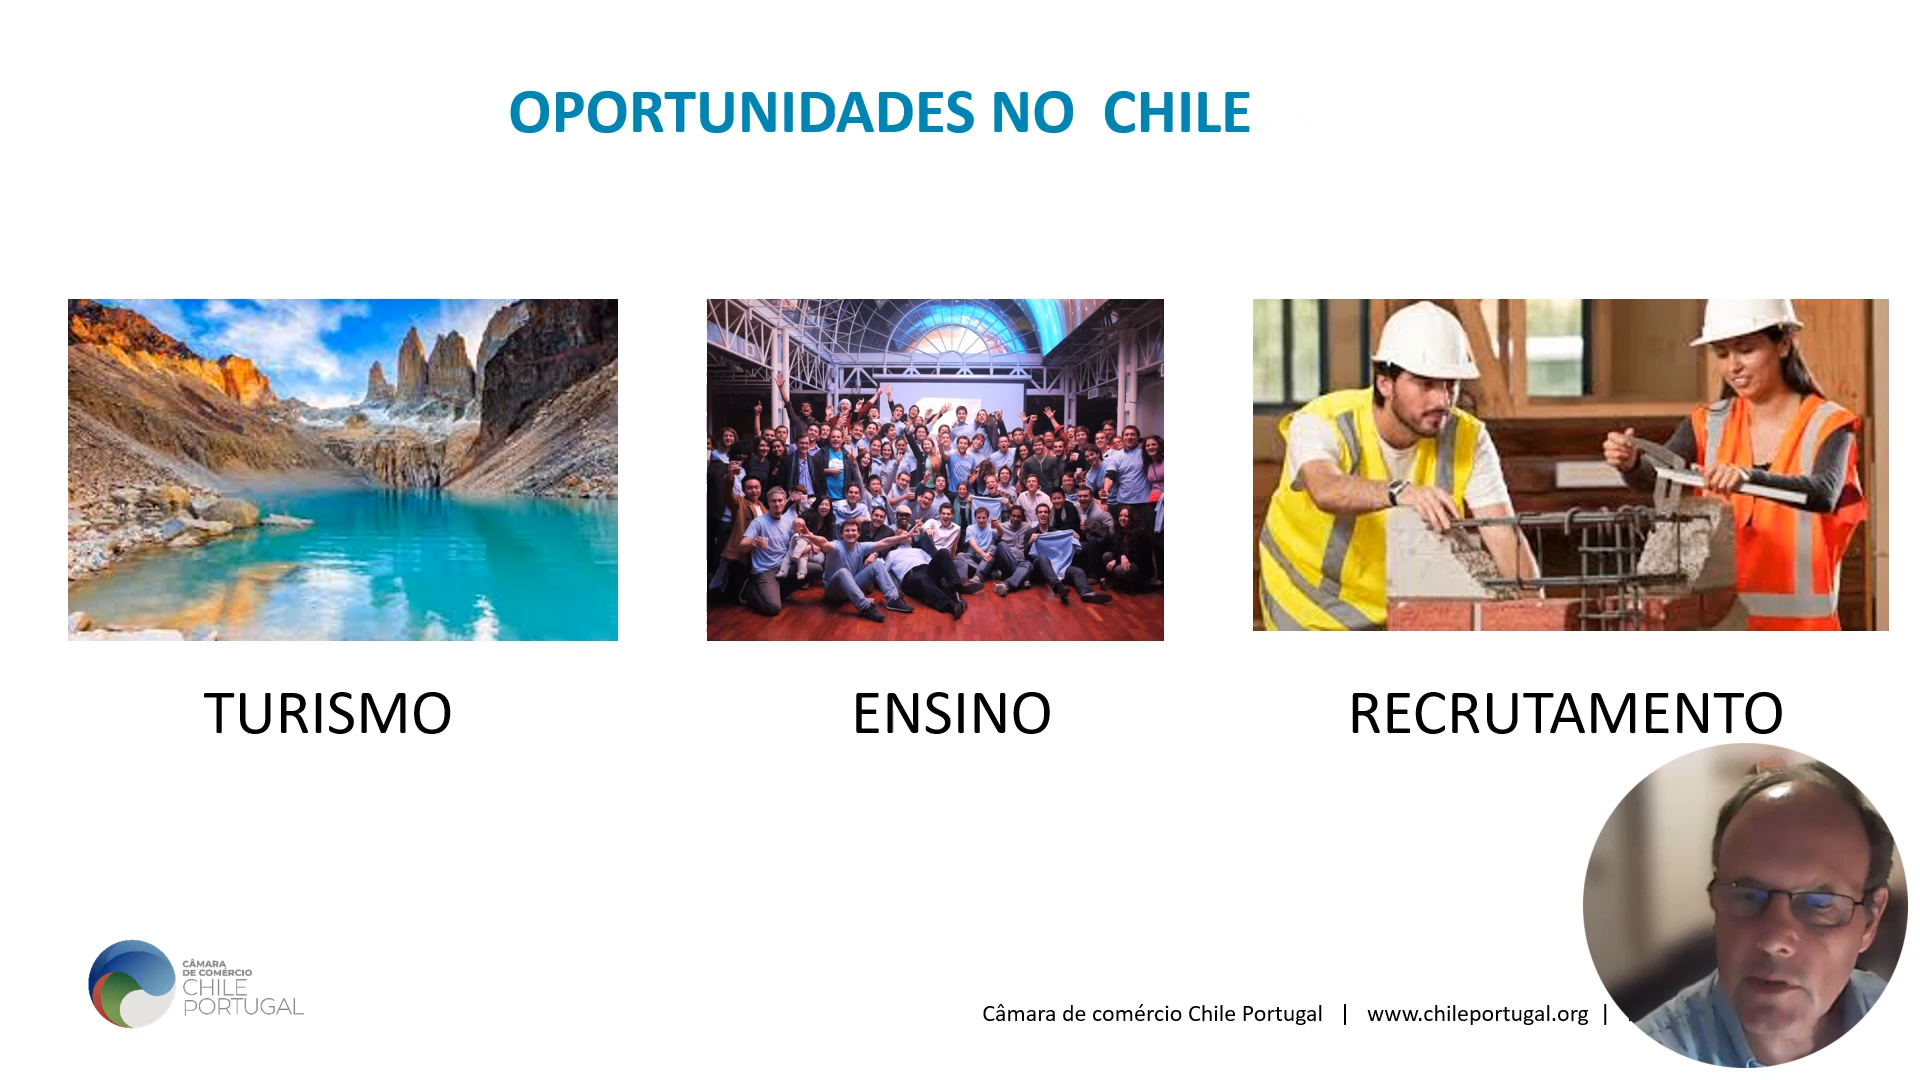 OPORTUNIDADES NO CHILE
TURISMO
ENSINO
RECRUTAMENTO
CÂMARA
DE COMÉRCIO
CHILE
PORTUGAL
Câmara de comércio Chile Portugal | www.chileportugal.org |